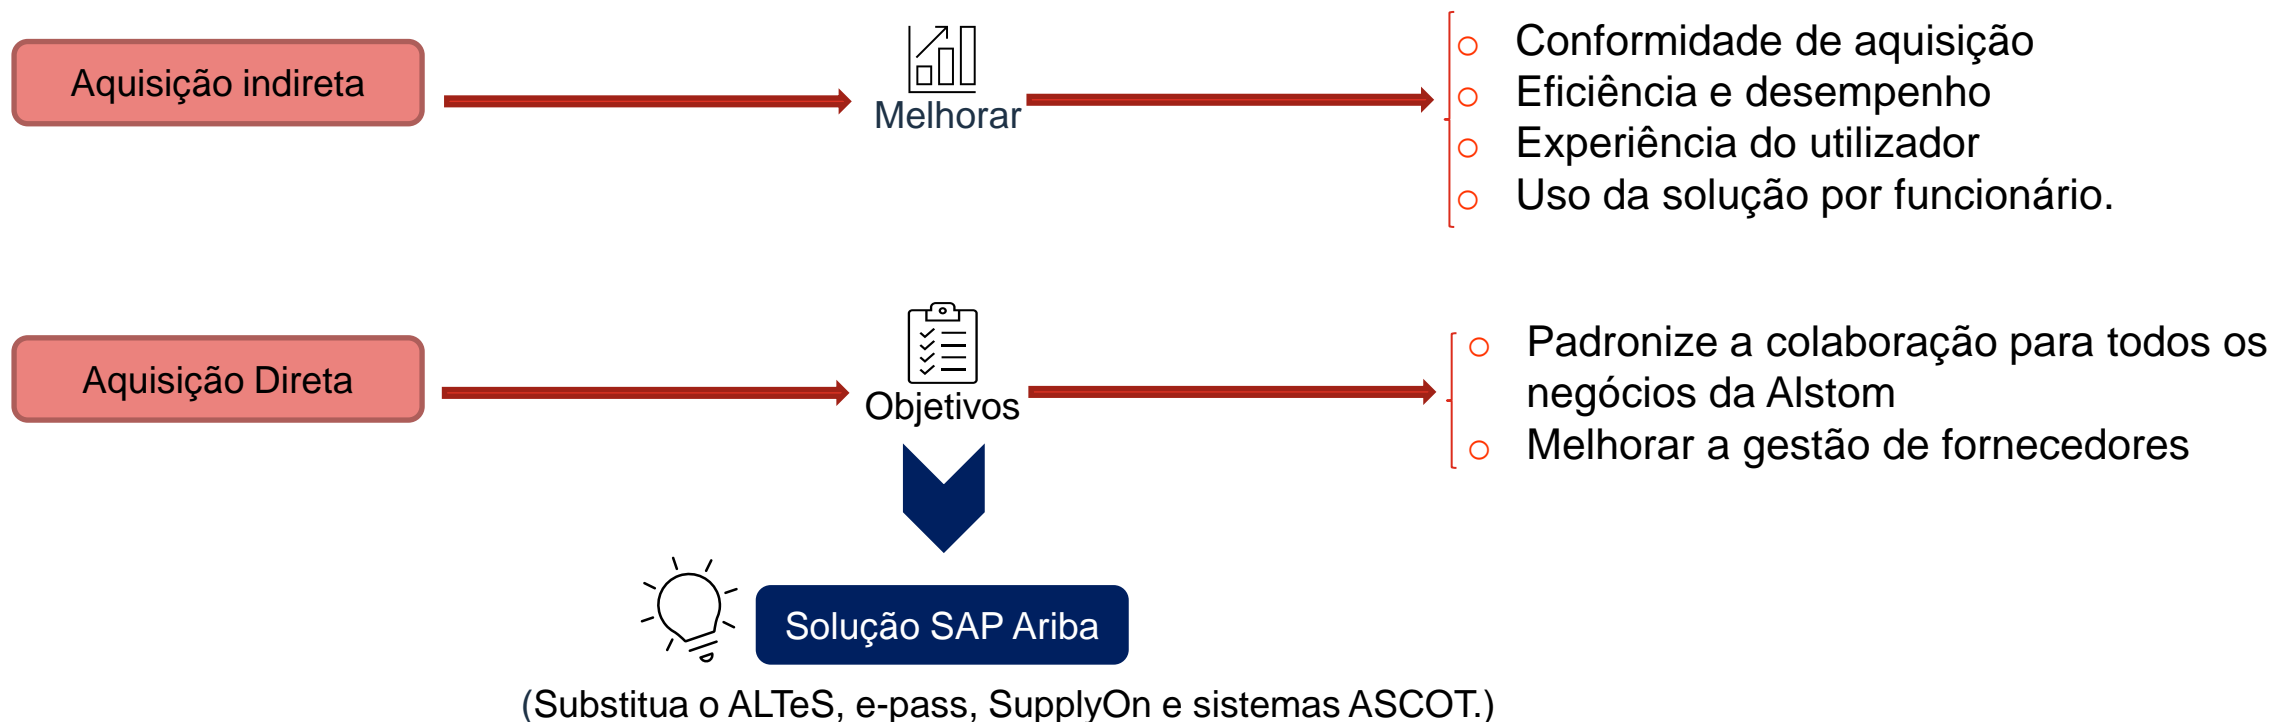 Aquisição indireta
Melhorar
Conformidade de aquisição
Eficiência e desempenho
Experiência do utilizador
Uso da solução por funcionário.
Aquisição Direta
Objetivos
Padronize a colaboração para todos os
negócios da Alstom
Melhorar a gestão de fornecedores
Solução SAP Ariba
(Substitua o ALTeS, e-pass, SupplyOn e sistemas ASCOT.)